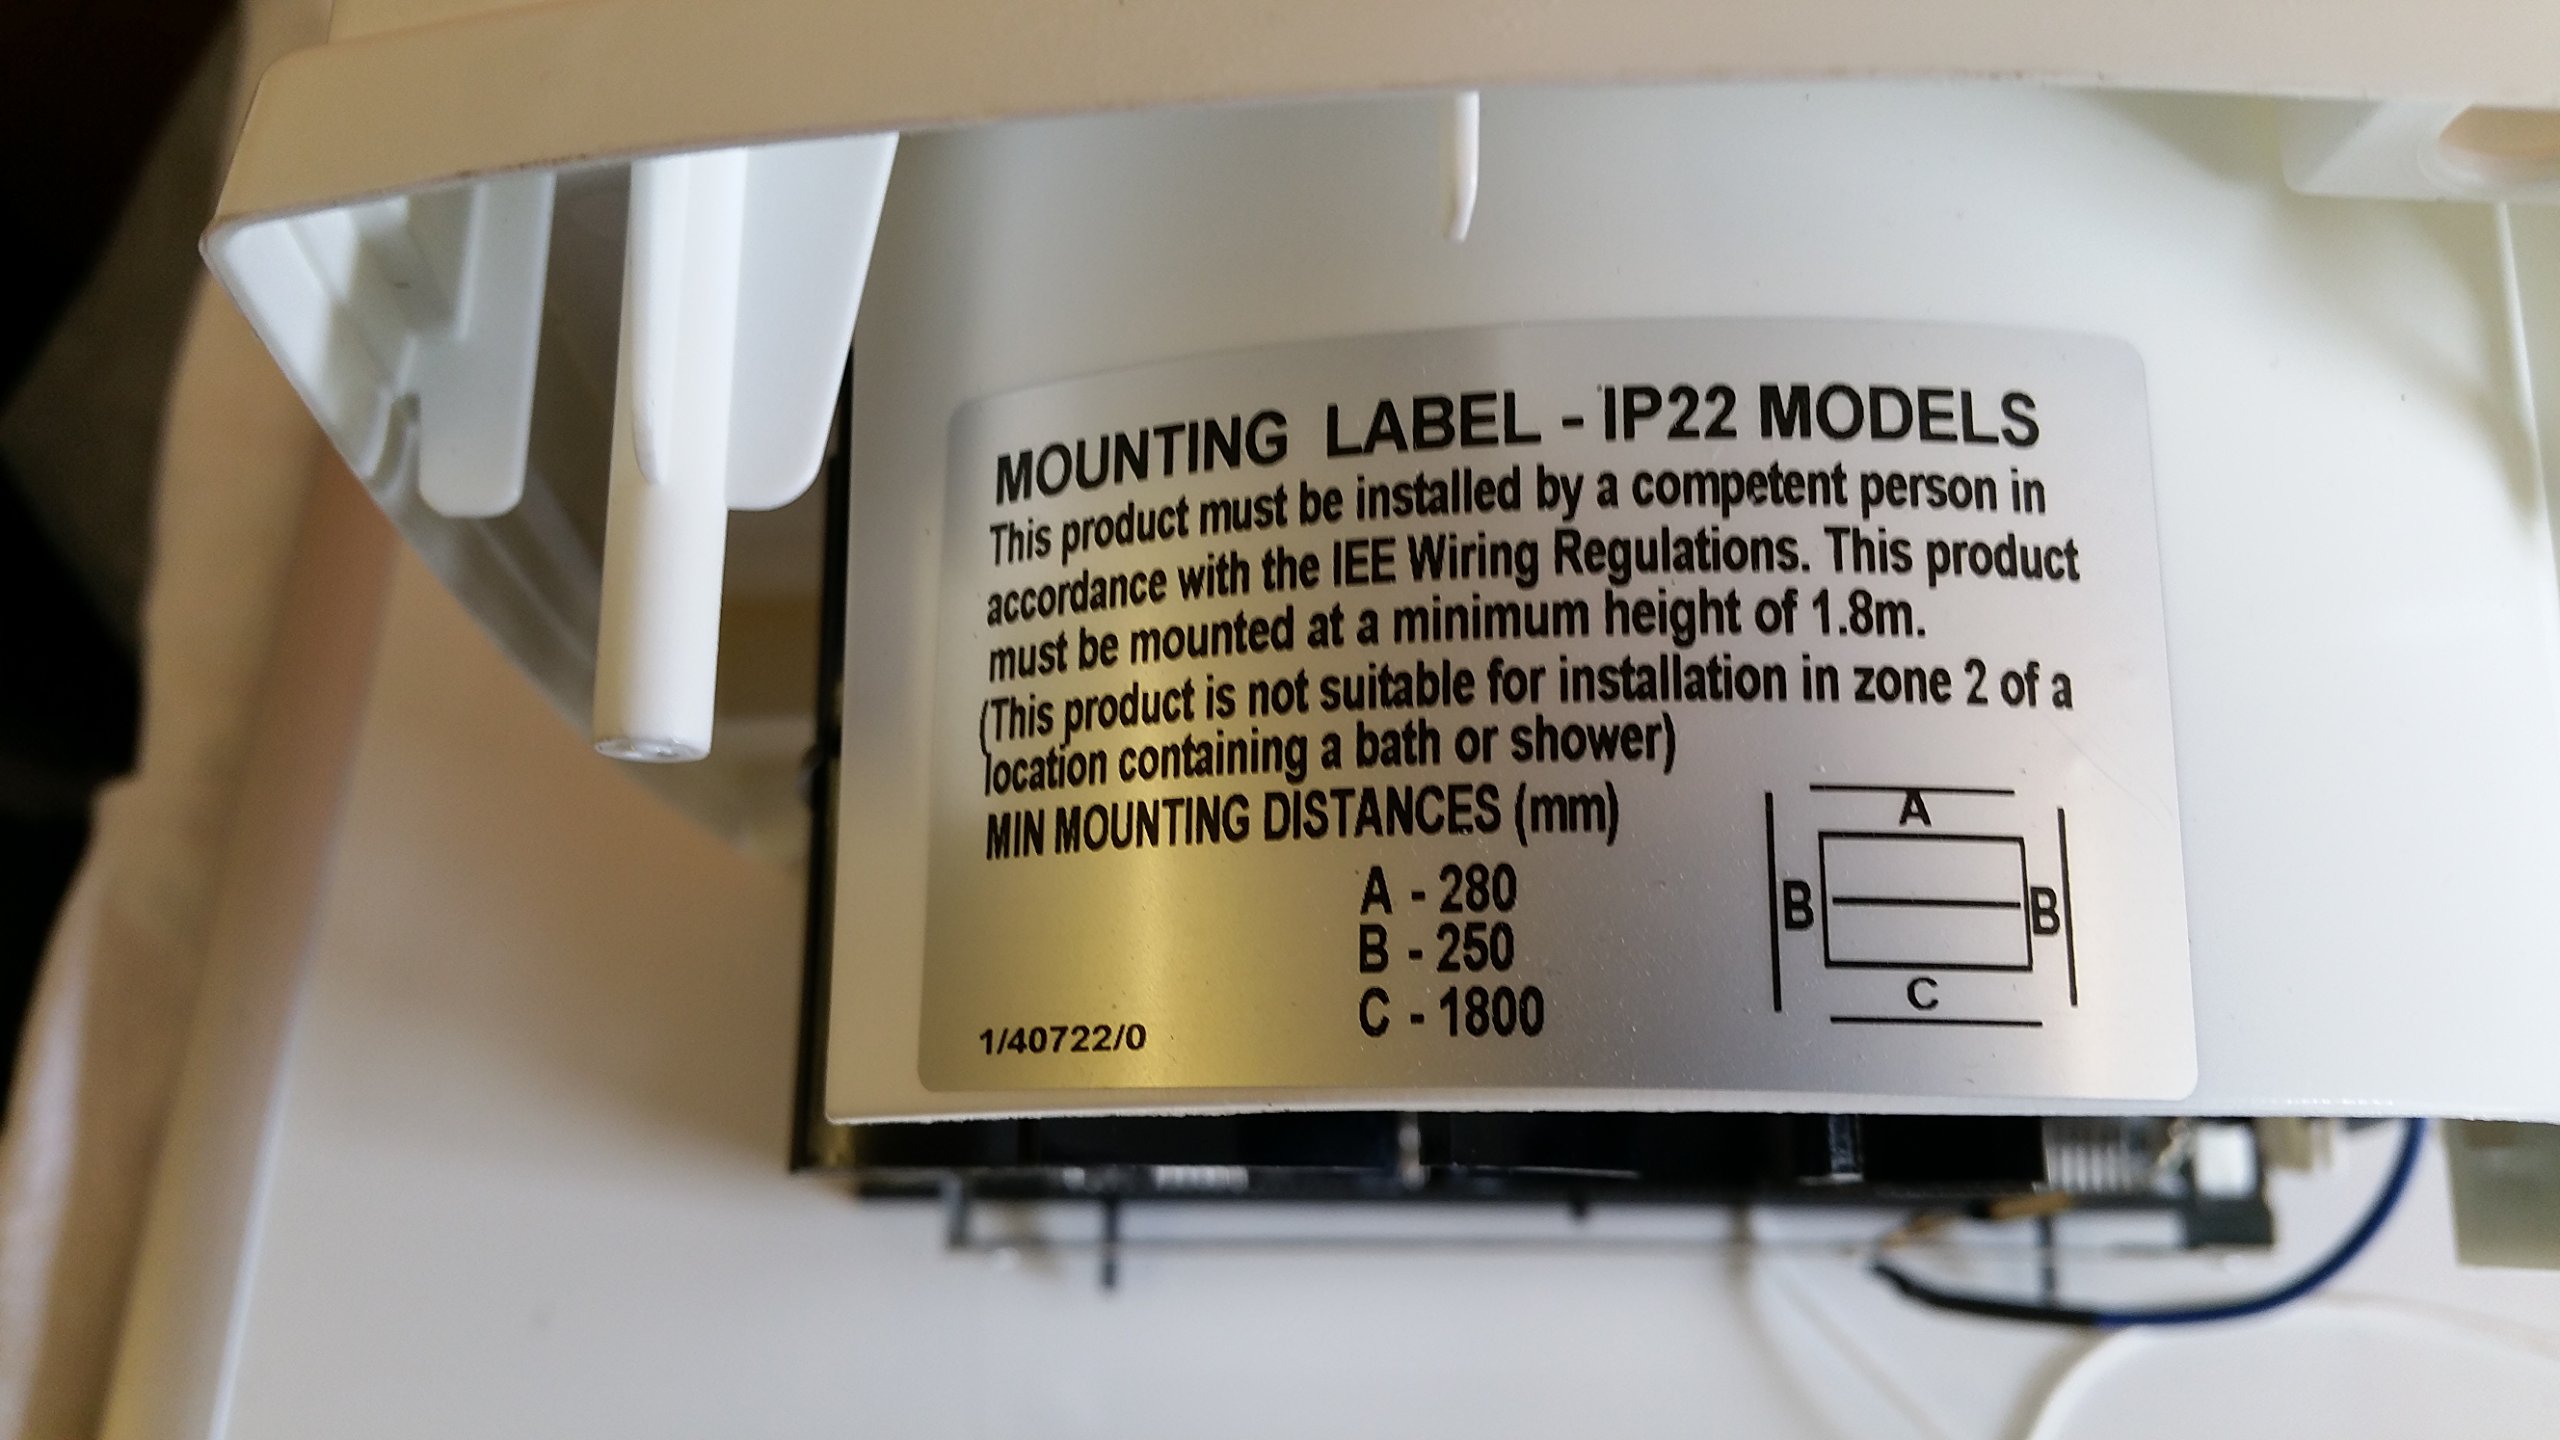 MOUNTING LABEL - IP22 MODELS
This product must be installed by a competent person in
accordance with the IEE Wiring Regulations. This product
must be mounted at a minimum height of 1.8m.
(This product is not suitable for installation in zone 2 of a
location containing a bath or shower)
MIN MOUNTING DISTANCES (mm)
A - 280
B - 250
C - 1800
1/40722/0
A
B B
C